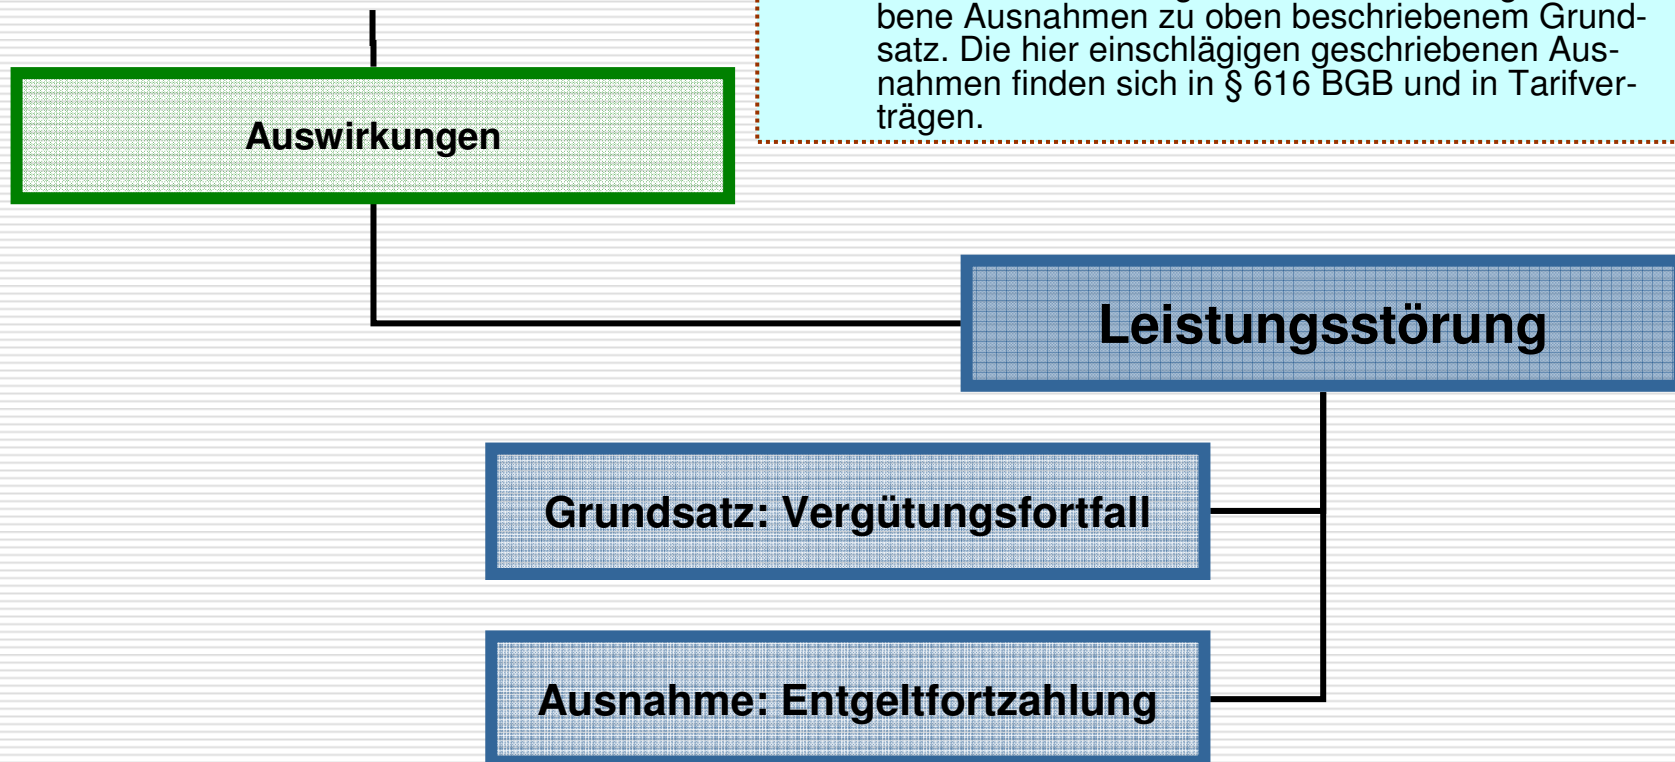 bene Ausnahmen zu oben beschriebenem Grund-
satz. Die hier einschlägigen geschriebenen Aus-
nahmen finden sich in § 616 BGB und in Tarifver-
trägen.
Auswirkungen
Leistungsstörung
Grundsatz: Vergütungsfortfall
Ausnahme: Entgeltfortzahlung